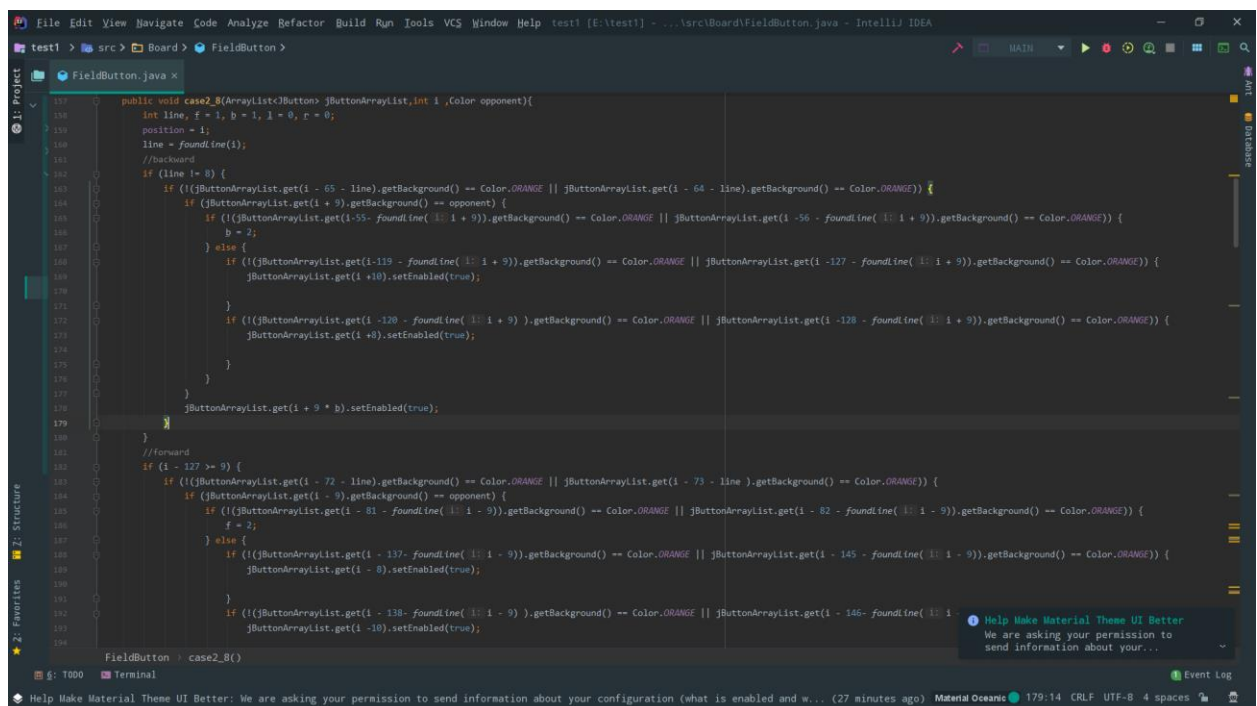 File Edit View Navigate Code Analyze Refactor Build Run Tools VCS Window Help test1 [E:\test1] - ...\src\Board\FieldButton.java - IntelliJ IDEA
test1 > src > Board > FieldButton > MAIN
1: Project
FieldButton.java ×
Ant
Database
157 public void case2_8(ArrayList<JButton> jButtonArrayList,int i ,Color opponent){
158 int line, f = 1, b = 1, l = 0, r = 0;
159 position = i;
160 line = foundLine(i);
161 //backward
162 if (line != 8) {
163 if (!(jButtonArrayList.get(i - 65 - line).getBackground() == Color.ORANGE || jButtonArrayList.get(i - 64 - line).getBackground() == Color.ORANGE)) {
164 if (jButtonArrayList.get(i + 9).getBackground() == opponent) {
165 if (!(jButtonArrayList.get(i-55- foundLine( i: i + 9)).getBackground() == Color.ORANGE || jButtonArrayList.get(i -56 - foundLine( i: i + 9)).getBackground() == Color.ORANGE)) {
166 b = 2;
167 } else {
168 if (!(jButtonArrayList.get(i-119 - foundLine( i: i + 9)).getBackground() == Color.ORANGE || jButtonArrayList.get(i -127 - foundLine( i: i + 9)).getBackground() == Color.ORANGE)) {
169 jButtonArrayList.get(i +10).setEnabled(true);
170
171 }
172 if (!(jButtonArrayList.get(i -120 - foundLine( i: i + 9) ).getBackground() == Color.ORANGE || jButtonArrayList.get(i -128 - foundLine( i: i + 9)).getBackground() == Color.ORANGE)) {
173 jButtonArrayList.get(i +8).setEnabled(true);
174
175 }
176 }
177 }
178 jButtonArrayList.get(i + 9 * b).setEnabled(true);
179 }
180 }
181 //forward
182 if (i - 127 >= 9) {
183 if (!(jButtonArrayList.get(i - 72 - line).getBackground() == Color.ORANGE || jButtonArrayList.get(i - 73 - line ).getBackground() == Color.ORANGE)) {
184 if (jButtonArrayList.get(i - 9).getBackground() == opponent) {
185 if (!(jButtonArrayList.get(i - 81 - foundLine( i: i - 9)).getBackground() == Color.ORANGE || jButtonArrayList.get(i - 82 - foundLine( i: i - 9)).getBackground() == Color.ORANGE)) {
186 f = 2;
187 } else {
188 if (!(jButtonArrayList.get(i - 137- foundLine( i: i - 9)).getBackground() == Color.ORANGE || jButtonArrayList.get(i - 145 - foundLine( i: i - 9)).getBackground() == Color.ORANGE)) {
189 jButtonArrayList.get(i - 8).setEnabled(true);
190
191 }
192 if (!(jButtonArrayList.get(i - 138- foundLine( i: i - 9) ).getBackground() == Color.ORANGE || jButtonArrayList.get(i - 146- foundLine( i: i
193 jButtonArrayList.get(i -10).setEnabled(true);
194
Z: Structure
2: Favorites
Help Make Material Theme UI Better
We are asking your permission to
send information about your...
FieldButton > case2_8()
6: TODO Terminal 1 Event Log
Help Make Material Theme UI Better: We are asking your permission to send information about your configuration (what is enabled and w... (27 minutes ago) Material Oceanic 179:14 CRLF UTF-8 4 spaces